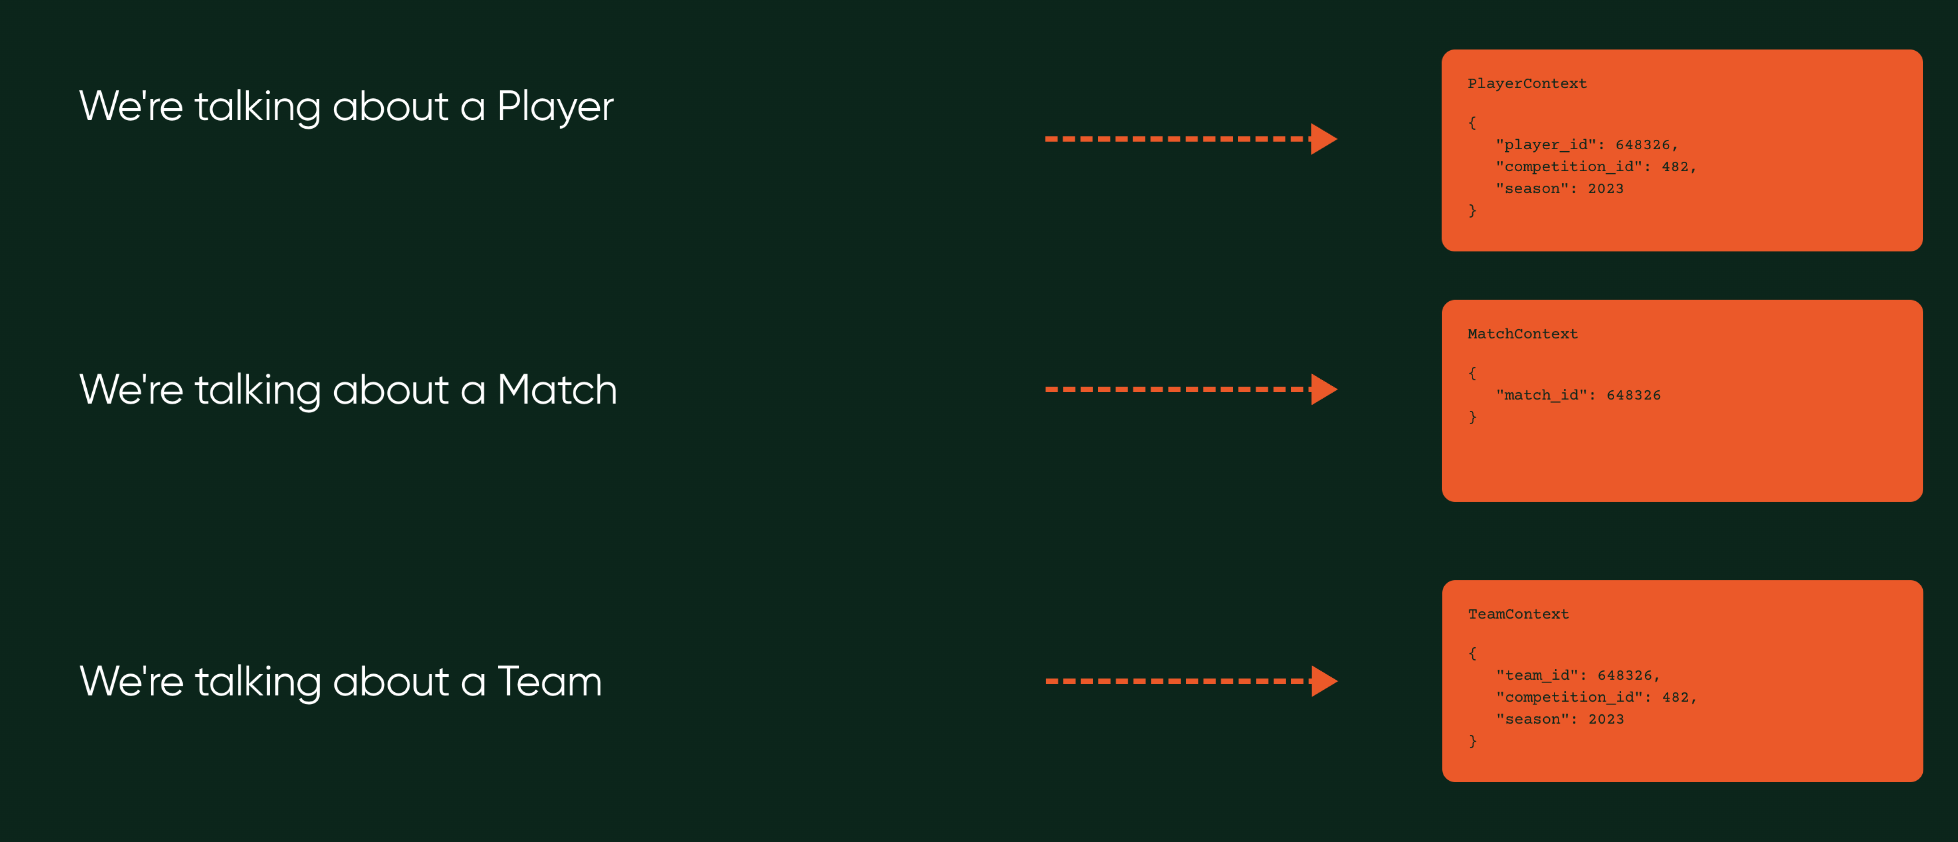 We're talking about a Player
PlayerContext
{
"player_id": 648326,
"competition_id": 482,
"season": 2023
}
We're talking about a Match
MatchContext
{
"match_id": 648326
}
We're talking about a Team
TeamContext
{
"team_id": 648326,
"competition_id": 482,
"season": 2023
}